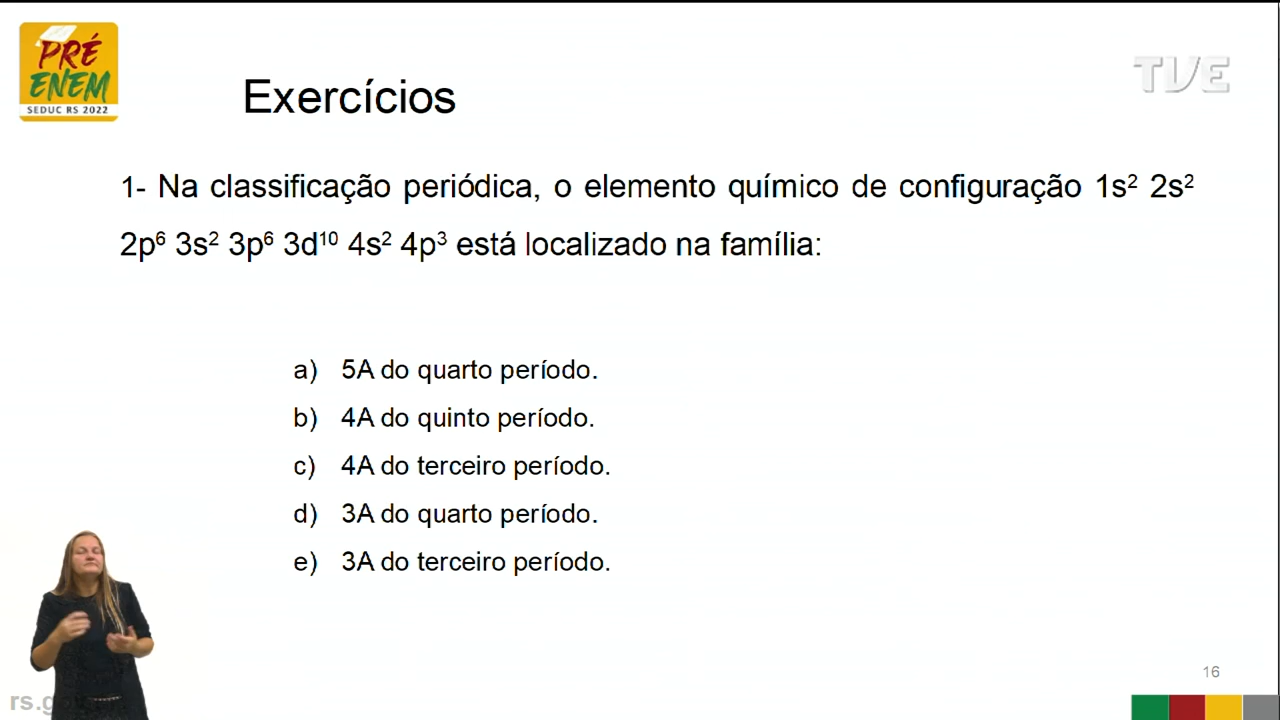 PRÉ
ENEM
SEDUC RS 2022
TVE
Exercícios
1- Na classificação periódica, o elemento químico de configuração 1s² 2s²
2p⁶ 3s² 3p⁶ 3d¹⁰ 4s² 4p³ está localizado na família:
a) 5A do quarto período.
b) 4A do quinto período.
c) 4A do terceiro período.
d) 3A do quarto período.
e) 3A do terceiro período.
16